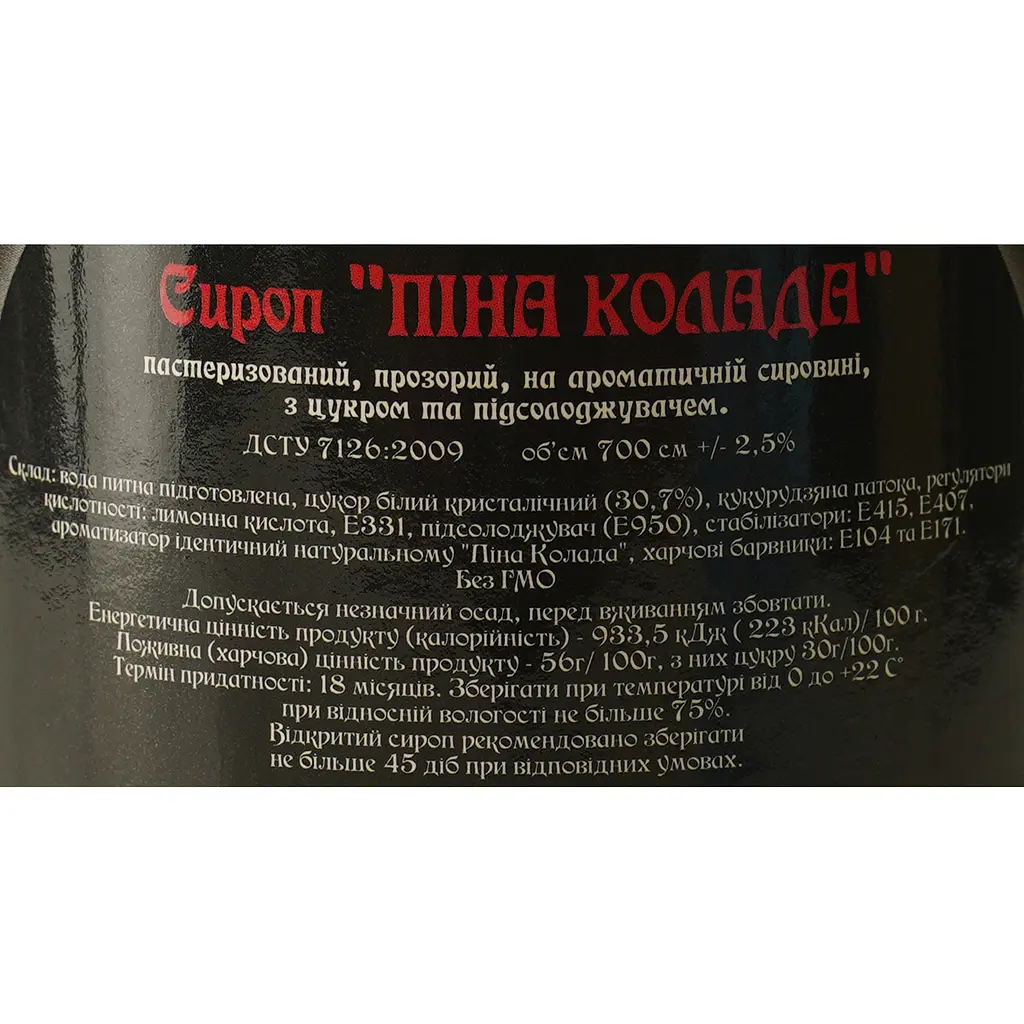 Сироп "ПІНА КОЛАДА"
пастеризований, прозорий, на ароматичній сировині,
з цукром та підсолоджувачем.
ДСТУ 7126:2009 об'єм 700 см +/- 2,5%
Склад: вода питна підготовлена, цукор білий кристалічний (30,7%), кукурудзяна патока, регулятори
кислотності: лимонна кислота, Е331, підсолоджувач (Е950), стабілізатори: Е415, Е407,
ароматизатор ідентичний натуральному "Піна Колада", харчові барвники: Е104 та Е171.
Без ГМО
Допускається незначний осад, перед вживанням збовтати.
Енергетична цінність продукту (калорійність) - 933,5 кДж ( 223 кКал)/ 100 г.
Поживна (харчова) цінність продукту - 56г/ 100г, з них цукру 30г/100г.
Термін придатності: 18 місяців. Зберігати при температурі від 0 до +22 С°
при відносній вологості не більше 75%.
Відкритий сироп рекомендовано зберігати
не більше 45 діб при відповідних умовах.